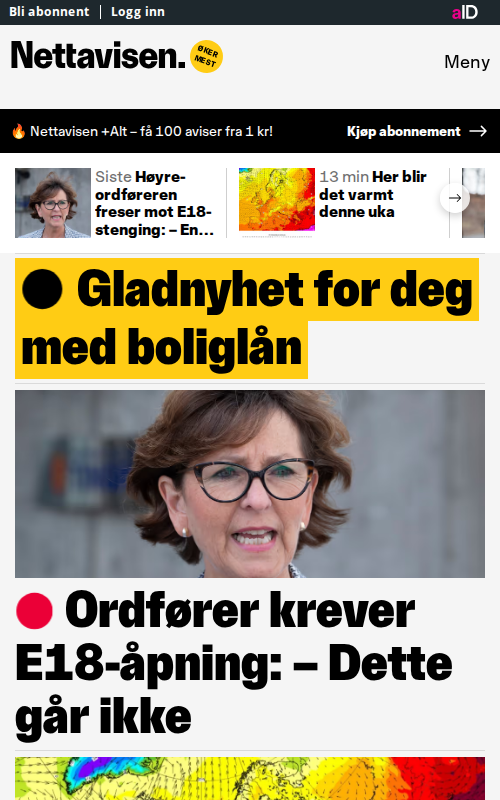 Bli abonnent | Logg inn
aID
Nettavisen.
ØKER
MEST
Meny
🔥 Nettavisen +Alt – få 100 aviser fra 1 kr!
Kjøp abonnement →
Siste Høyre-
ordføreren
freser mot E18-
stenging: – En...
13 min Her blir
det varmt
denne uka
Gladnyhet for deg
med boliglån
Ordfører krever
E18-åpning: – Dette
går ikke